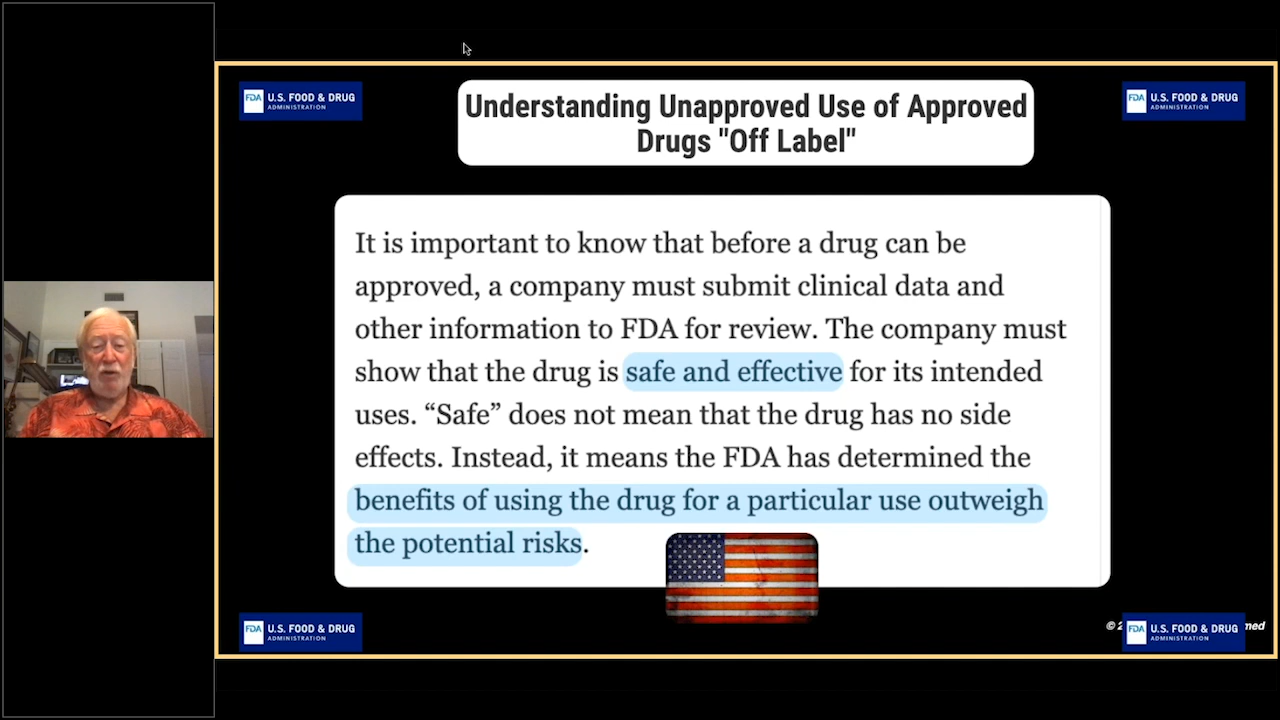 FDA U.S. FOOD & DRUG
ADMINISTRATION
Understanding Unapproved Use of Approved
Drugs "Off Label"
FDA U.S. FOOD & DRUG
ADMINISTRATION
It is important to know that before a drug can be
approved, a company must submit clinical data and
other information to FDA for review. The company must
show that the drug is safe and effective for its intended
uses. “Safe” does not mean that the drug has no side
effects. Instead, it means the FDA has determined the
benefits of using the drug for a particular use outweigh
the potential risks.
FDA U.S. FOOD & DRUG
ADMINISTRATION
©
FDA U.S. FOOD & DRUG
ADMINISTRATION